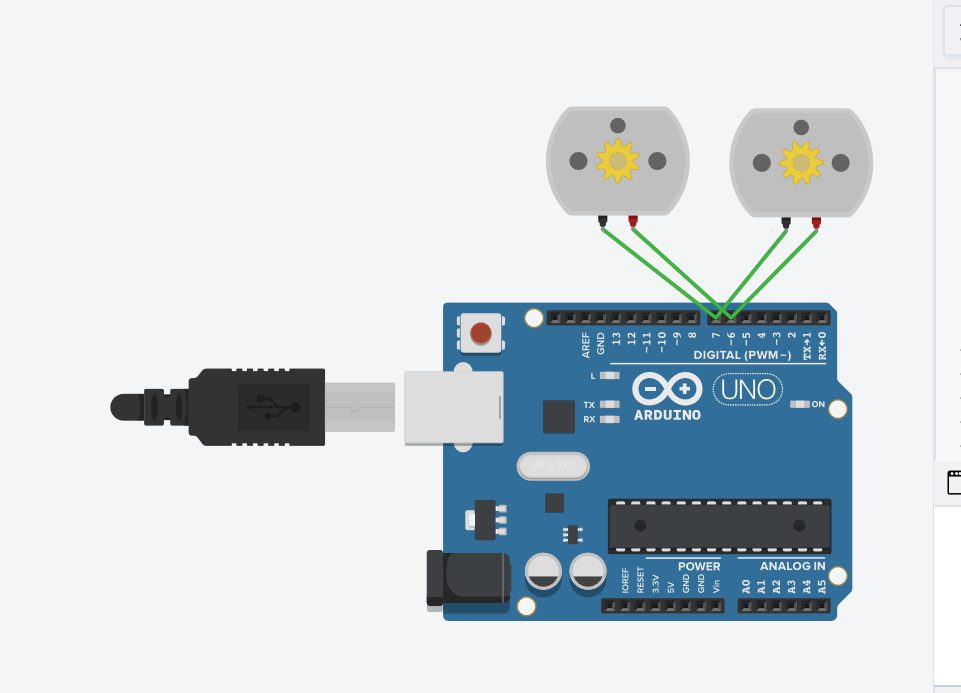 AREF
GND
13
12
~11
~10
~9
8
7
~6
~5
4
~3
2
TX→1
RX←0
DIGITAL (PWM~)
L
TX
RX
ARDUINO
UNO
ON
POWER
ANALOG IN
IOREF
RESET
3.3V
5V
GND
GND
Vin
A0
A1
A2
A3
A4
A5